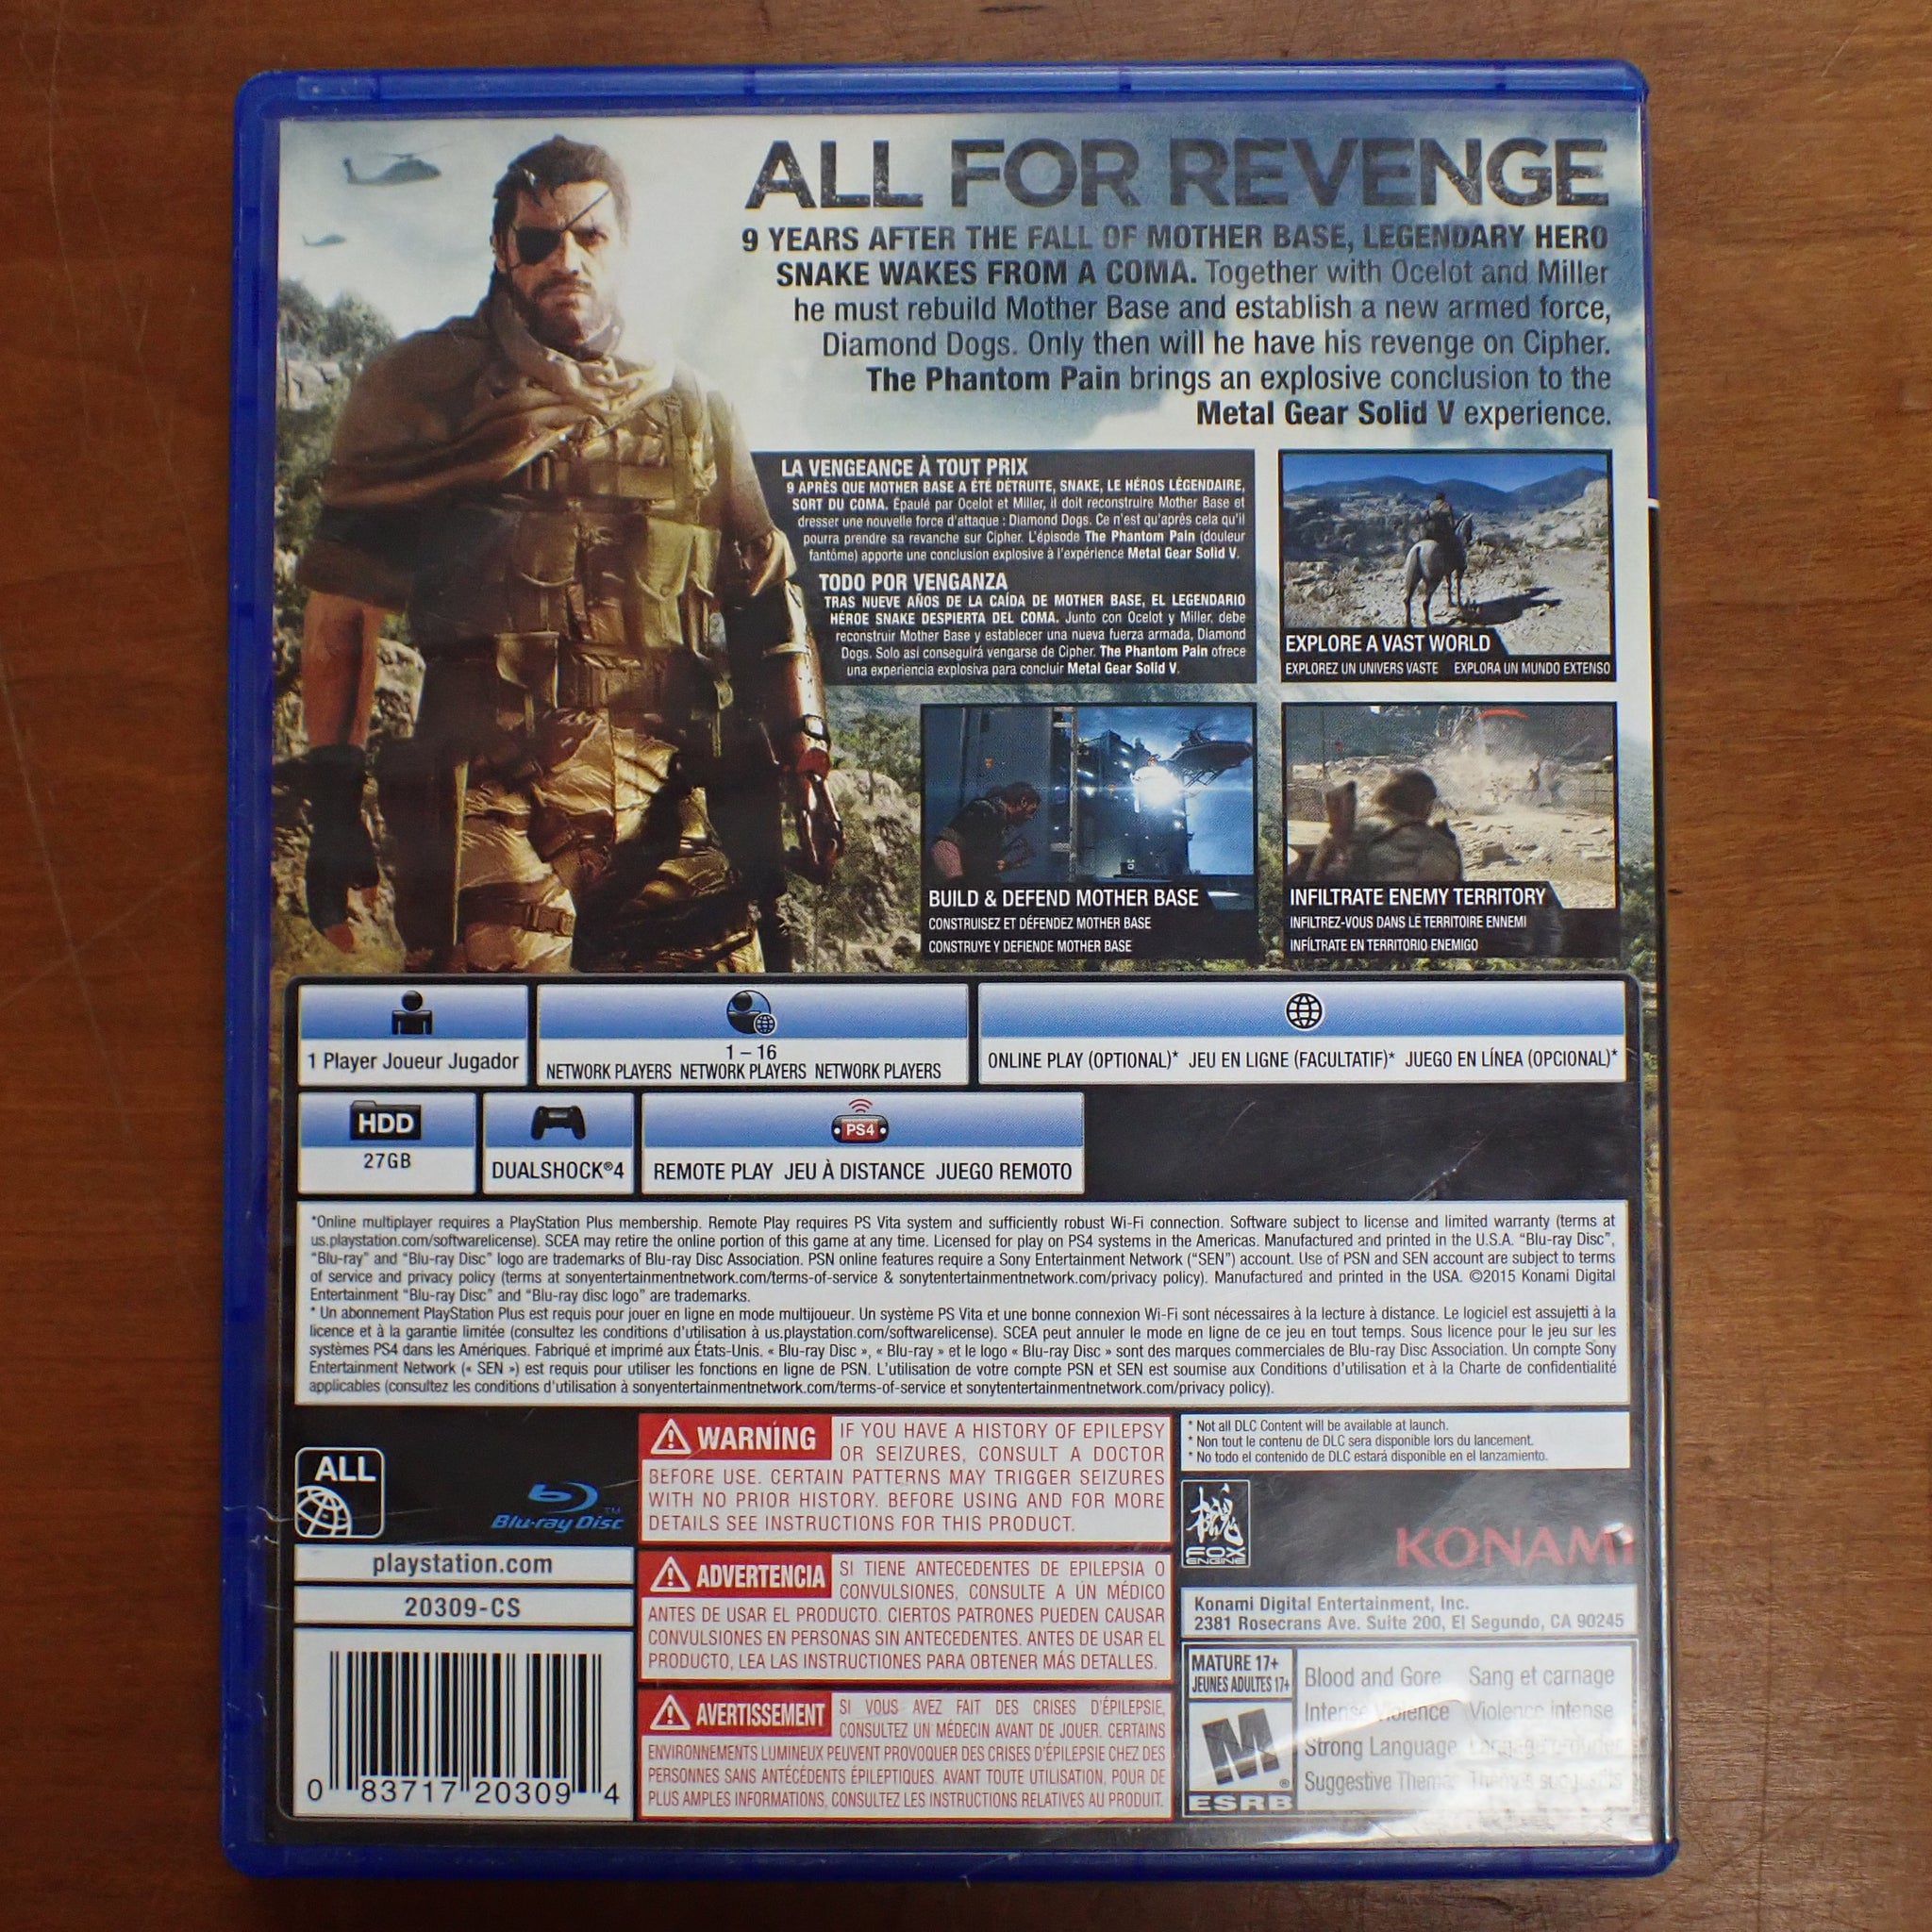 ALL FOR REVENGE
9 YEARS AFTER THE FALL OF MOTHER BASE, LEGENDARY HERO
SNAKE WAKES FROM A COMA. Together with Ocelot and Miller
he must rebuild Mother Base and establish a new armed force,
Diamond Dogs. Only then will he have his revenge on Cipher.
The Phantom Pain brings an explosive conclusion to the
Metal Gear Solid V experience.
LA VENGEANCE À TOUT PRIX
9 APRÈS QUE MOTHER BASE A ÉTÉ DÉTRUITE, SNAKE, LE HÉROS LÉGENDAIRE,
SORT DU COMA. Épaulé par Ocelot et Miller, il doit reconstruire Mother Base et
dresser une nouvelle force d'attaque : Diamond Dogs. Ce n'est qu'après cela qu'il
pourra prendre sa revanche sur Cipher. L'épisode The Phantom Pain (douleur
fantôme) apporte une conclusion explosive à l'expérience Metal Gear Solid V.
TODO POR VENGANZA
TRAS NUEVE AÑOS DE LA CAÍDA DE MOTHER BASE, EL LEGENDARIO
HÉROE SNAKE DESPIERTA DEL COMA. Junto con Ocelot y Miller, debe
reconstruir Mother Base y establecer una nueva fuerza armada, Diamond
Dogs. Solo así conseguirá vengarse de Cipher. The Phantom Pain ofrece
una experiencia explosiva para concluir Metal Gear Solid V.
EXPLORE A VAST WORLD
EXPLOREZ UN UNIVERS VASTE EXPLORA UN MUNDO EXTENSO
BUILD & DEFEND MOTHER BASE
CONSTRUISEZ ET DÉFENDEZ MOTHER BASE
CONSTRUYE Y DEFIENDE MOTHER BASE
INFILTRATE ENEMY TERRITORY
INFILTREZ-VOUS DANS LE TERRITOIRE ENNEMI
INFÍLTRATE EN TERRITORIO ENEMIGO
1 Player Joueur Jugador
1 – 16
NETWORK PLAYERS NETWORK PLAYERS NETWORK PLAYERS
ONLINE PLAY (OPTIONAL)* JEU EN LIGNE (FACULTATIF)* JUEGO EN LÍNEA (OPCIONAL)*
HDD
27GB
DUALSHOCK®4
PS4
REMOTE PLAY JEU À DISTANCE JUEGO REMOTO
*Online multiplayer requires a PlayStation Plus membership. Remote Play requires PS Vita system and sufficiently robust Wi-Fi connection. Software subject to license and limited warranty (terms at
us.playstation.com/softwarelicense). SCEA may retire the online portion of this game at any time. Licensed for play on PS4 systems in the Americas. Manufactured and printed in the U.S.A. “Blu-ray Disc”,
“Blu-ray” and “Blu-ray Disc” logo are trademarks of Blu-ray Disc Association. PSN online features require a Sony Entertainment Network (“SEN”) account. Use of PSN and SEN account are subject to terms
of service and privacy policy (terms at sonyentertainmentnetwork.com/terms-of-service & sonytentertainmentnetwork.com/privacy policy). Manufactured and printed in the USA. ©2015 Konami Digital
Entertainment “Blu-ray Disc” and “Blu-ray disc logo” are trademarks.
* Un abonnement PlayStation Plus est requis pour jouer en ligne en mode multijoueur. Un système PS Vita et une bonne connexion Wi-Fi sont nécessaires à la lecture à distance. Le logiciel est assujetti à la
licence et à la garantie limitée (consultez les conditions d'utilisation à us.playstation.com/softwarelicense). SCEA peut annuler le mode en ligne de ce jeu en tout temps. Sous licence pour le jeu sur les
systèmes PS4 dans les Amériques. Fabriqué et imprimé aux États-Unis. « Blu-ray Disc », « Blu-ray » et le logo « Blu-ray Disc » sont des marques commerciales de Blu-ray Disc Association. Un compte Sony
Entertainment Network (« SEN ») est requis pour utiliser les fonctions en ligne de PSN. L'utilisation de votre compte PSN et SEN est soumise aux Conditions d'utilisation et à la Charte de confidentialité
applicables (consultez les conditions d'utilisation à sonyentertainmentnetwork.com/terms-of-service et sonytentertainmentnetwork.com/privacy policy).
ALL
Blu-ray Disc™
playstation.com
20309-CS
0 83717 20309 4
WARNING
IF YOU HAVE A HISTORY OF EPILEPSY
OR SEIZURES, CONSULT A DOCTOR
BEFORE USE. CERTAIN PATTERNS MAY TRIGGER SEIZURES
WITH NO PRIOR HISTORY. BEFORE USING AND FOR MORE
DETAILS SEE INSTRUCTIONS FOR THIS PRODUCT.
ADVERTENCIA
SI TIENE ANTECEDENTES DE EPILEPSIA O
CONVULSIONES, CONSULTE A ÚN MÉDICO
ANTES DE USAR EL PRODUCTO. CIERTOS PATRONES PUEDEN CAUSAR
CONVULSIONES EN PERSONAS SIN ANTECEDENTES. ANTES DE USAR EL
PRODUCTO, LEA LAS INSTRUCCIONES PARA OBTENER MÁS DETALLES.
AVERTISSEMENT
SI VOUS AVEZ FAIT DES CRISES D'ÉPILEPSIE,
CONSULTEZ UN MÉDECIN AVANT DE JOUER. CERTAINS
ENVIRONNEMENTS LUMINEUX PEUVENT PROVOQUER DES CRISES D'ÉPILEPSIE CHEZ DES
PERSONNES SANS ANTÉCÉDENTS ÉPILEPTIQUES. AVANT TOUTE UTILISATION, POUR DE
PLUS AMPLES INFORMATIONS, CONSULTEZ LES INSTRUCTIONS RELATIVES AU PRODUIT.
* Not all DLC Content will be available at launch.
* Non tout le contenu de DLC sera disponible lors du lancement.
* No todo el contenido de DLC estará disponible en el lanzamiento.
FOX
ENGINE
KONAMI
Konami Digital Entertainment, Inc.
2381 Rosecrans Ave. Suite 200, El Segundo, CA 90245
MATURE 17+
JEUNES ADULTES 17+
M®
ESRB
Blood and Gore Sang et carnage
Intense Violence Violence intense
Strong Language
Suggestive Themes